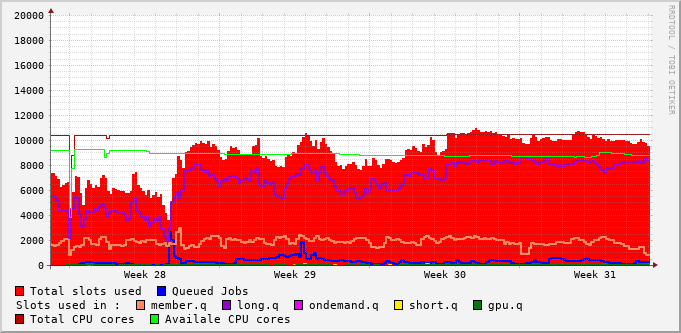 20000
18000
16000
14000
12000
10000
8000
6000
4000
2000
0
Week 28 Week 29 Week 30 Week 31
RRDTOOL / TOBI OETIKER
Total slots used Queued Jobs
Slots used in : member.q long.q ondemand.q short.q gpu.q
Total CPU cores Availale CPU cores